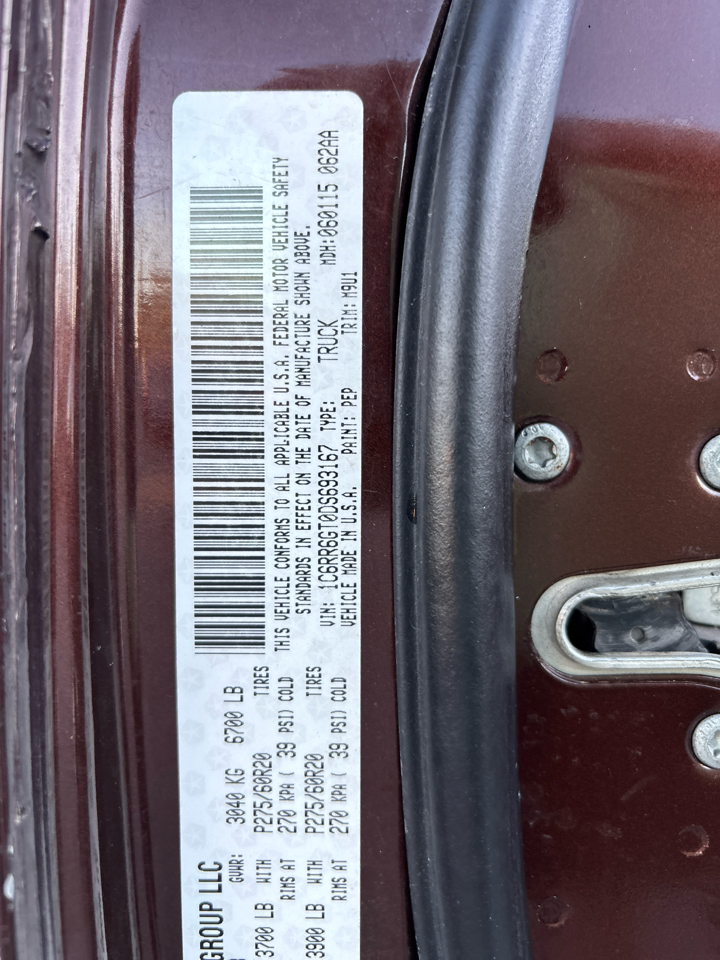 GROUP LLC
GVWR: 3040 KG 6700 LB
3700 LB WITH P275/60R20 TIRES
RIMS AT 270 KPA ( 39 PSI) COLD
3900 LB WITH P275/60R20 TIRES
RIMS AT 270 KPA ( 39 PSI) COLD
THIS VEHICLE CONFORMS TO ALL APPLICABLE U.S.A. FEDERAL MOTOR VEHICLE SAFETY
STANDARDS IN EFFECT ON THE DATE OF MANUFACTURE SHOWN ABOVE.
VIN: 1C6RR6GT0DS693167 TYPE: TRUCK MDH:060115 062AA
VEHICLE MADE IN U.S.A. PAINT: PEP TRIM: M9U1